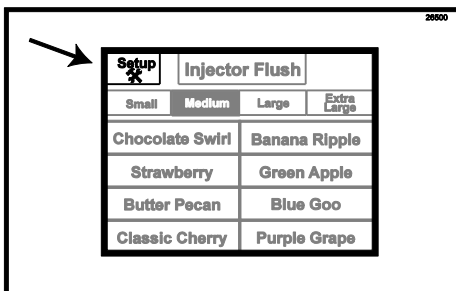 26500
Setup Injector Flush
Small Medium Large Extra Large
Chocolate Swirl Banana Ripple
Strawberry Green Apple
Butter Pecan Blue Goo
Classic Cherry Purple Grape